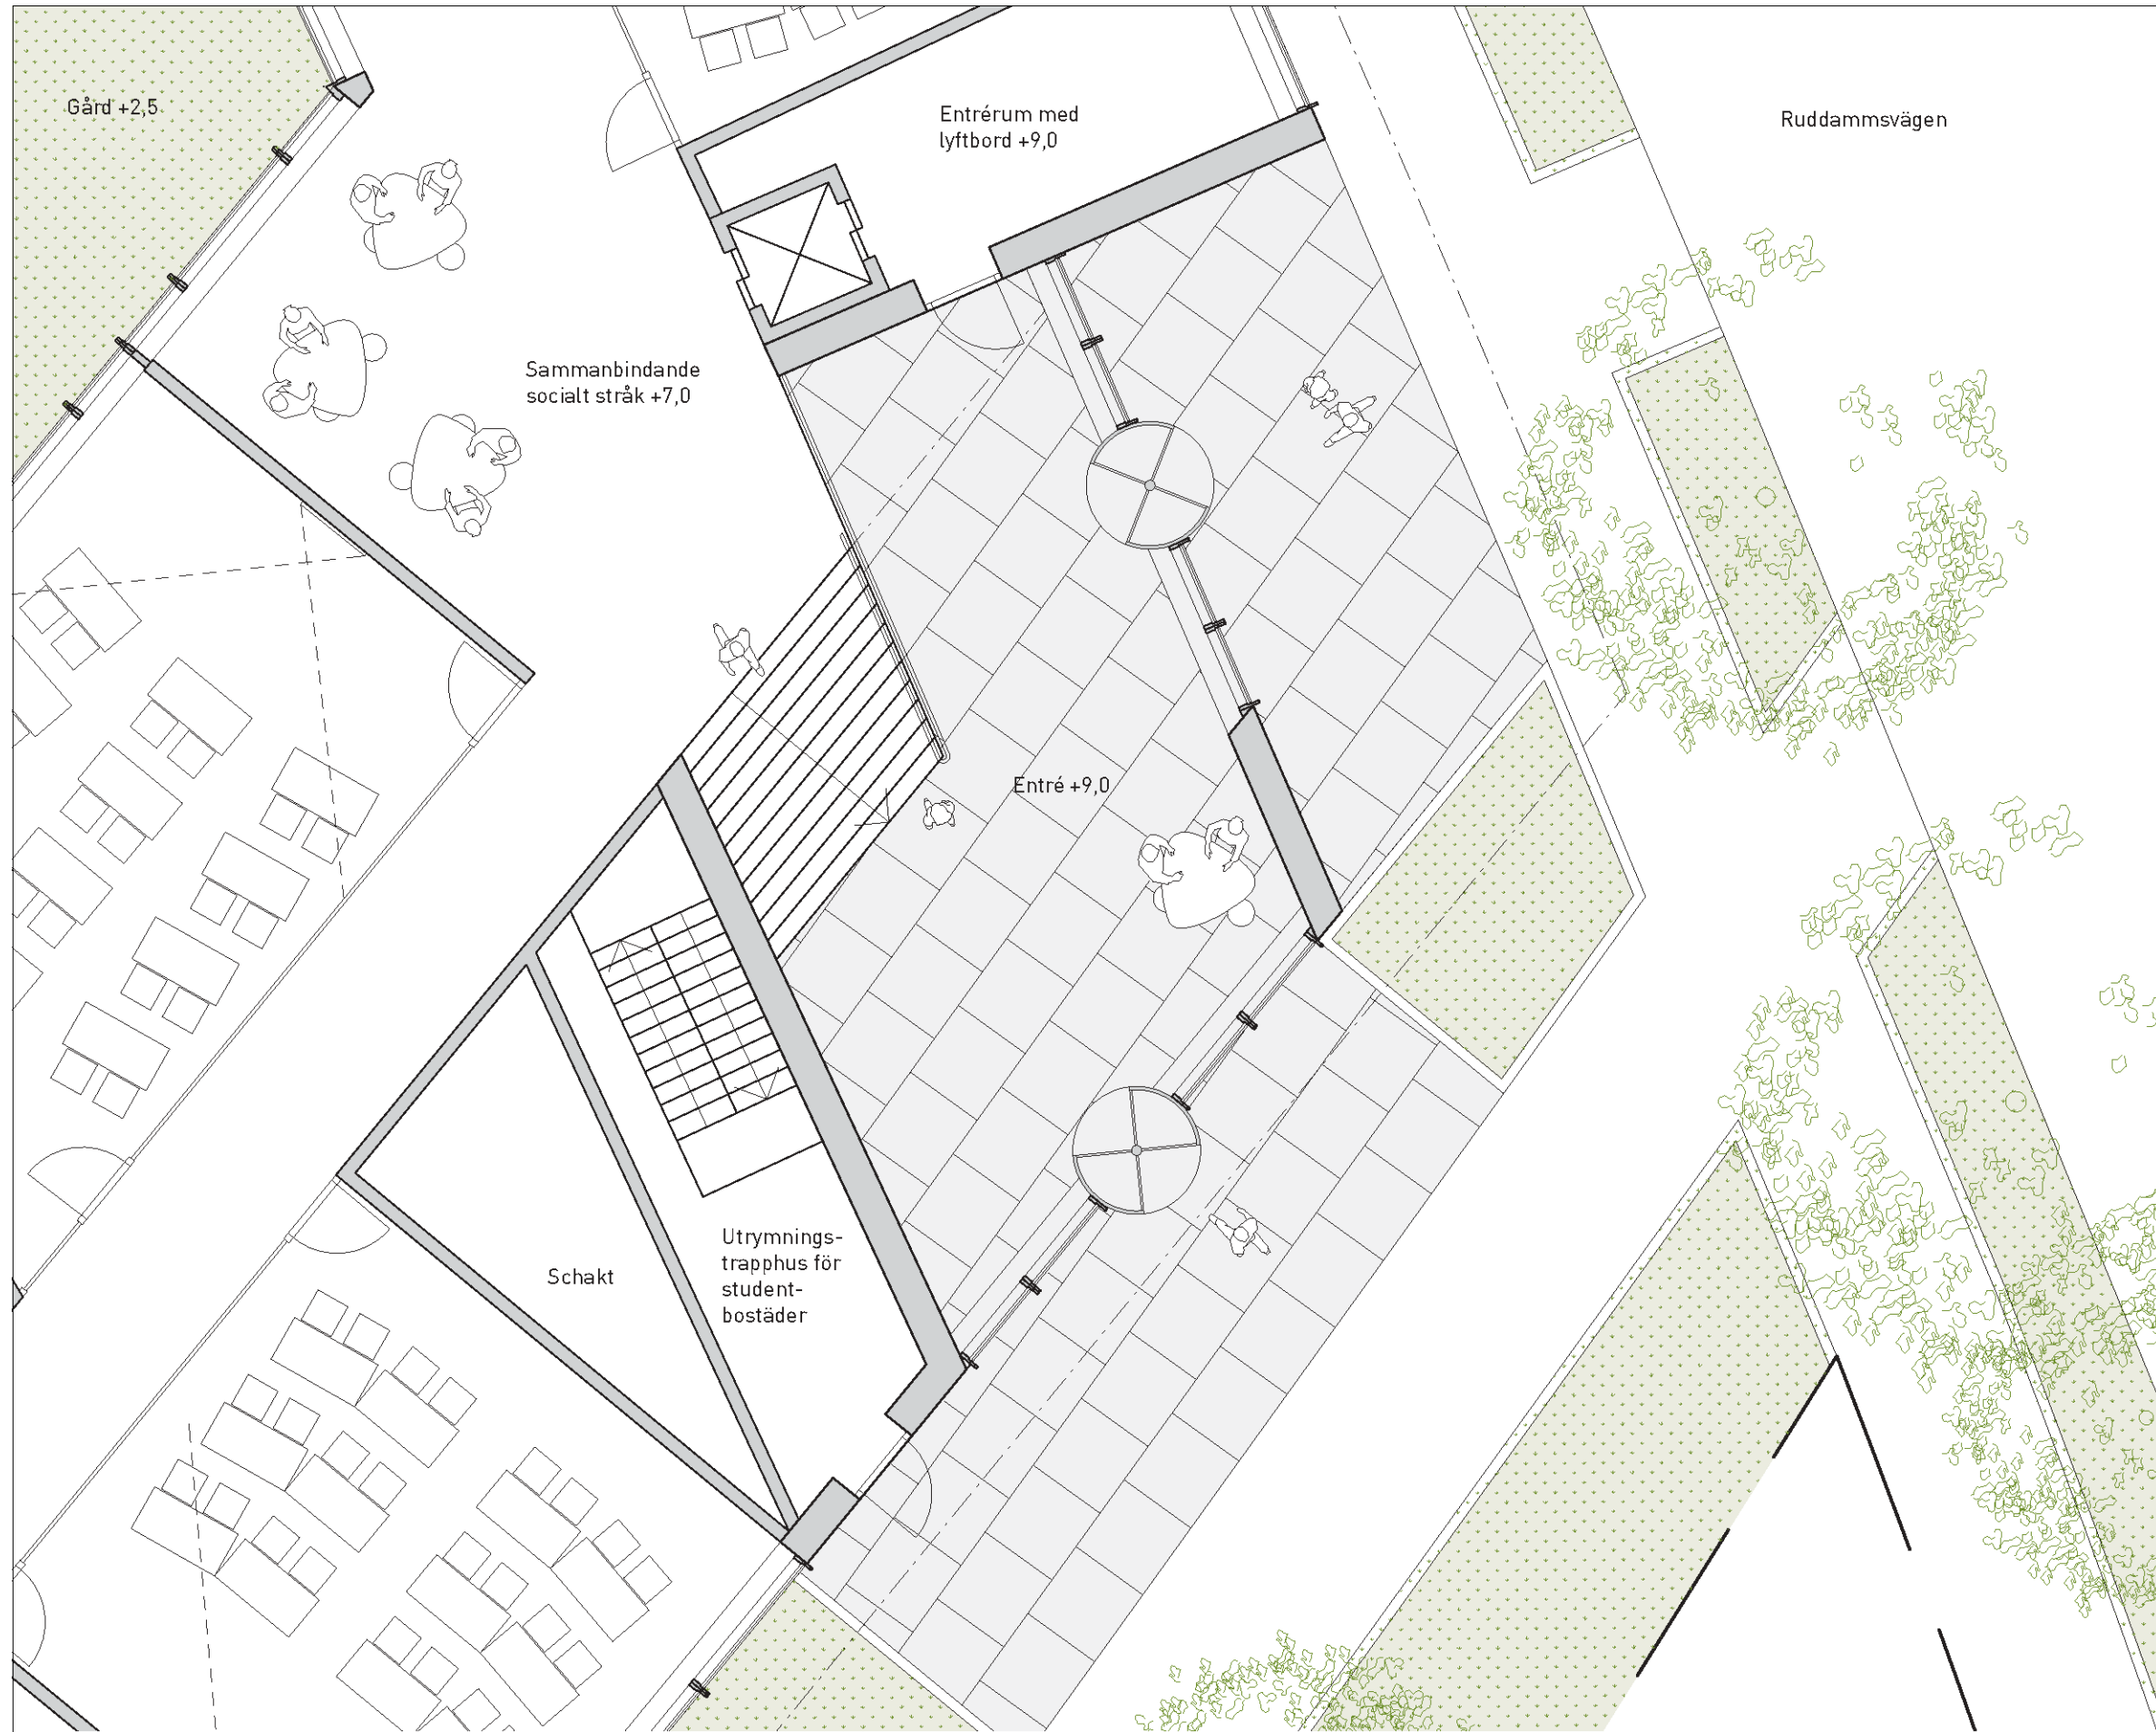 Gård +2,5
Entrérum med
lyftbord +9,0
Ruddammsvägen
Sammanbindande
socialt stråk +7,0
Entré +9,0
Utrymnings-
trapphus för
student-
bostäder
Schakt